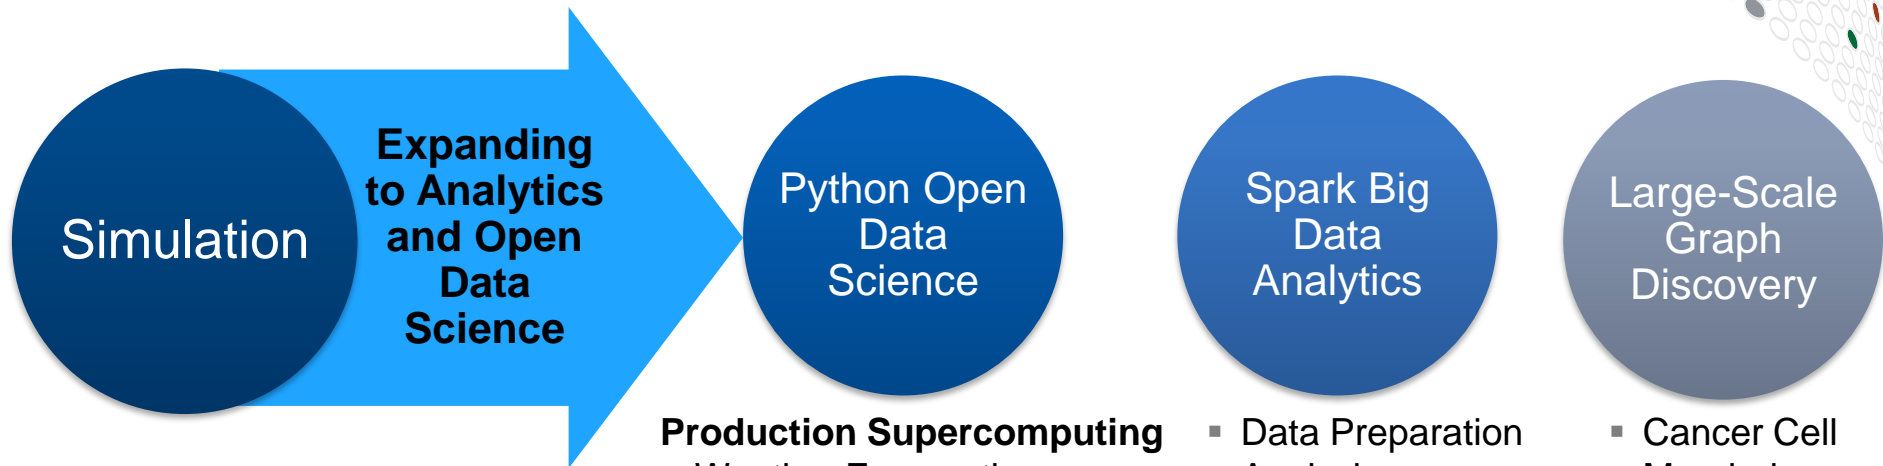 Simulation
Expanding
to Analytics
and Open
Data
Science
Python Open
Data
Science
Spark Big
Data
Analytics
Large-Scale
Graph
Discovery
Production Supercomputing
▪ Data Preparation
▪ Cancer Cell